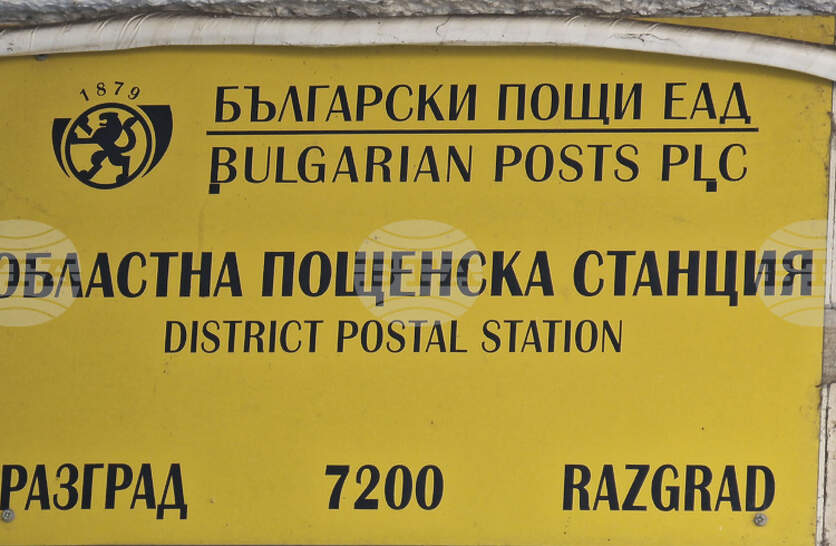 1879
БЪЛГАРСКИ ПОЩИ ЕАД
BULGARIAN POSTS PLC
ОБЛАСТНА ПОЩЕНСКА СТАНЦИЯ
DISTRICT POSTAL STATION
РАЗГРАД 7200 RAZGRAD